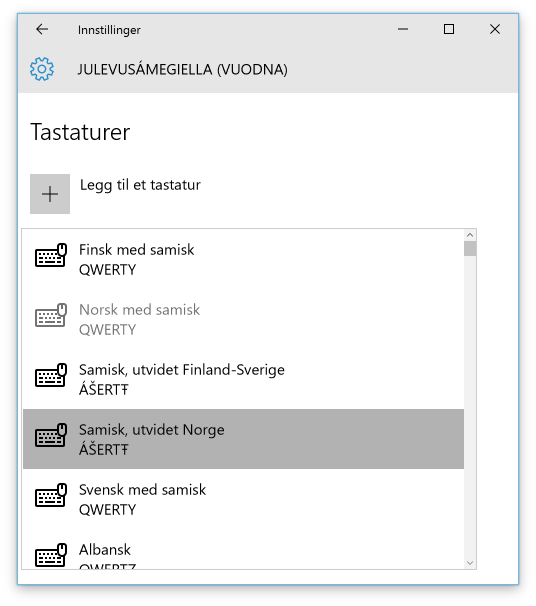 Innstillinger
JULEVUSÁMEGIELLA (VUODNA)
Tastaturer
Legg til et tastatur
Finsk med samisk
QWERTY
Norsk med samisk
QWERTY
Samisk, utvidet Finland-Sverige
ÁŠERTŦ
Samisk, utvidet Norge
ÁŠERTŦ
Svensk med samisk
QWERTY
Albansk
QWERTZ